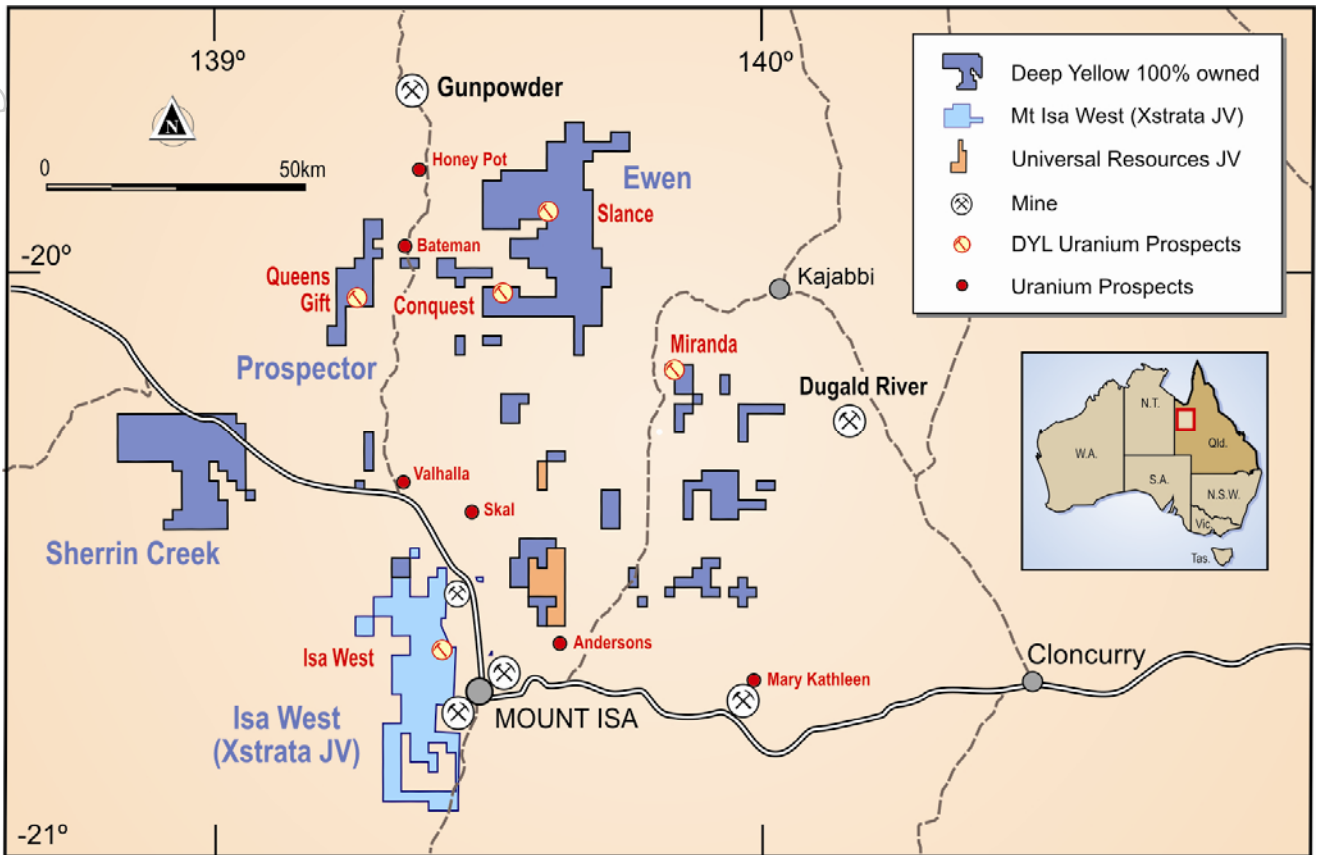 139º
140º
Gunpowder
N
0
50km
Honey Pot
Ewen
Slance
Bateman
-20º
Queens
Gift
Conquest
Kajabbi
Prospector
Miranda
Dugald River
Valhalla
Skal
Sherrin Creek
Andersons
Isa West
Mary Kathleen
Cloncurry
Isa West
(Xstrata JV)
MOUNT ISA
-21º
Deep Yellow 100% owned
Mt Isa West (Xstrata JV)
Universal Resources JV
Mine
DYL Uranium Prospects
Uranium Prospects
N.T.
Qld.
W.A.
S.A.
N.S.W.
Vic.
Tas.